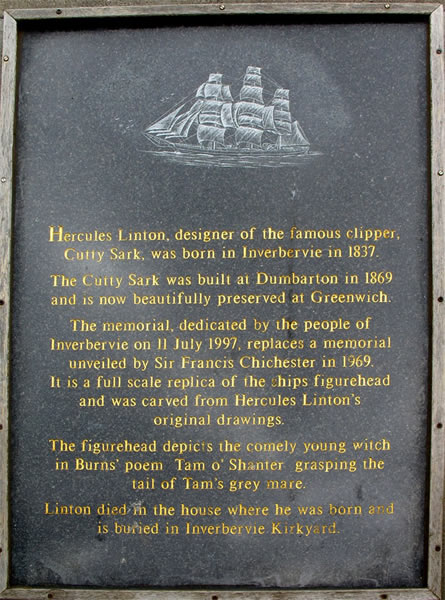 Hercules Linton, designer of the famous clipper,
Cutty Sark, was born in Inverbervie in 1837.
The Cutty Sark was built at Dumbarton in 1869
and is now beautifully preserved at Greenwich.
The memorial, dedicated by the people of
Inverbervie on 11 July 1997, replaces a memorial
unveiled by Sir Francis Chichester in 1969.
It is a full scale replica of the ships figurehead
and was carved from Hercules Linton's
original drawings.
The figurehead depicts the comely young witch
in Burns' poem Tam o' Shanter grasping the
tail of Tam's grey mare.
Linton died in the house where he was born and
is buried in Inverbervie Kirkyard.